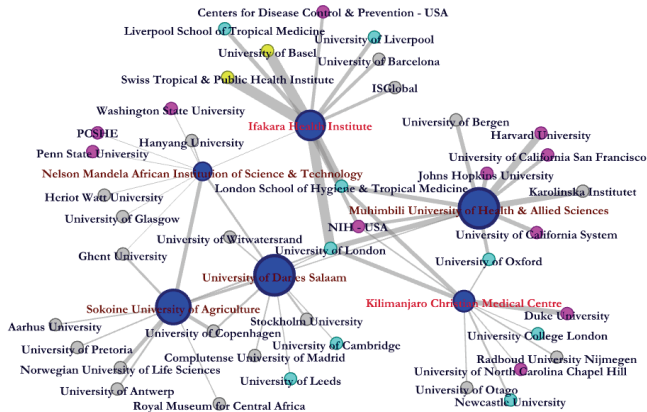 Centers for Disease Control & Prevention - USA
Liverpool School of Tropical Medicine
University of Liverpool
University of Basel
University of Barcelona
Swiss Tropical & Public Health Institute
ISGlobal
Washington State University
Ifakara Health Institute
University of Bergen
PCSHE
Harvard University
Hanyang University
Penn State University
University of California San Francisco
Nelson Mandela African Institution of Science & Technology
Johns Hopkins University
London School of Hygiene & Tropical Medicine
Karolinska Institutet
Heriot Watt University
Muhimbili University of Health & Allied Sciences
University of Glasgow
NIH - USA
University of California System
University of Witwatersrand
University of London
Ghent University
University of Oxford
University of Dar es Salaam
Kilimanjaro Christian Medical Centre
Sokoine University of Agriculture
Duke University
Stockholm University
Aarhus University
University of Copenhagen
University College London
University of Cambridge
University of Pretoria
Complutense University of Madrid
Radboud University Nijmegen
Norwegian University of Life Sciences
University of North Carolina Chapel Hill
University of Leeds
University of Antwerp
University of Otago
Newcastle University
Royal Museum for Central Africa